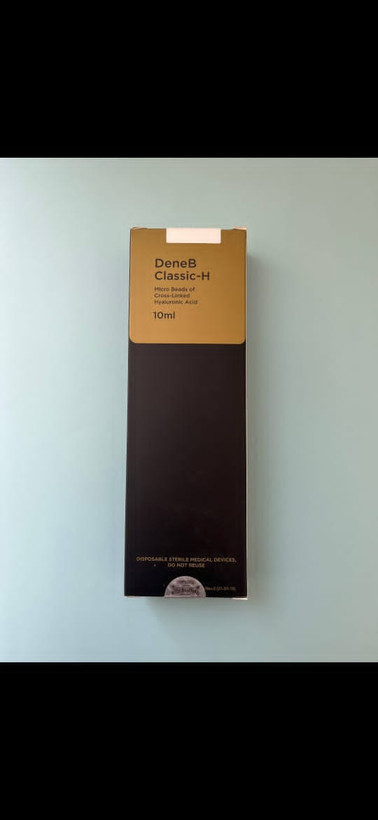 DeneB
Classic-H
Micro Beads of
Cross-Linked
Hyaluronic Acid
10ml
DISPOSABLE STERILE MEDICAL DEVICES,
DO NOT REUSE